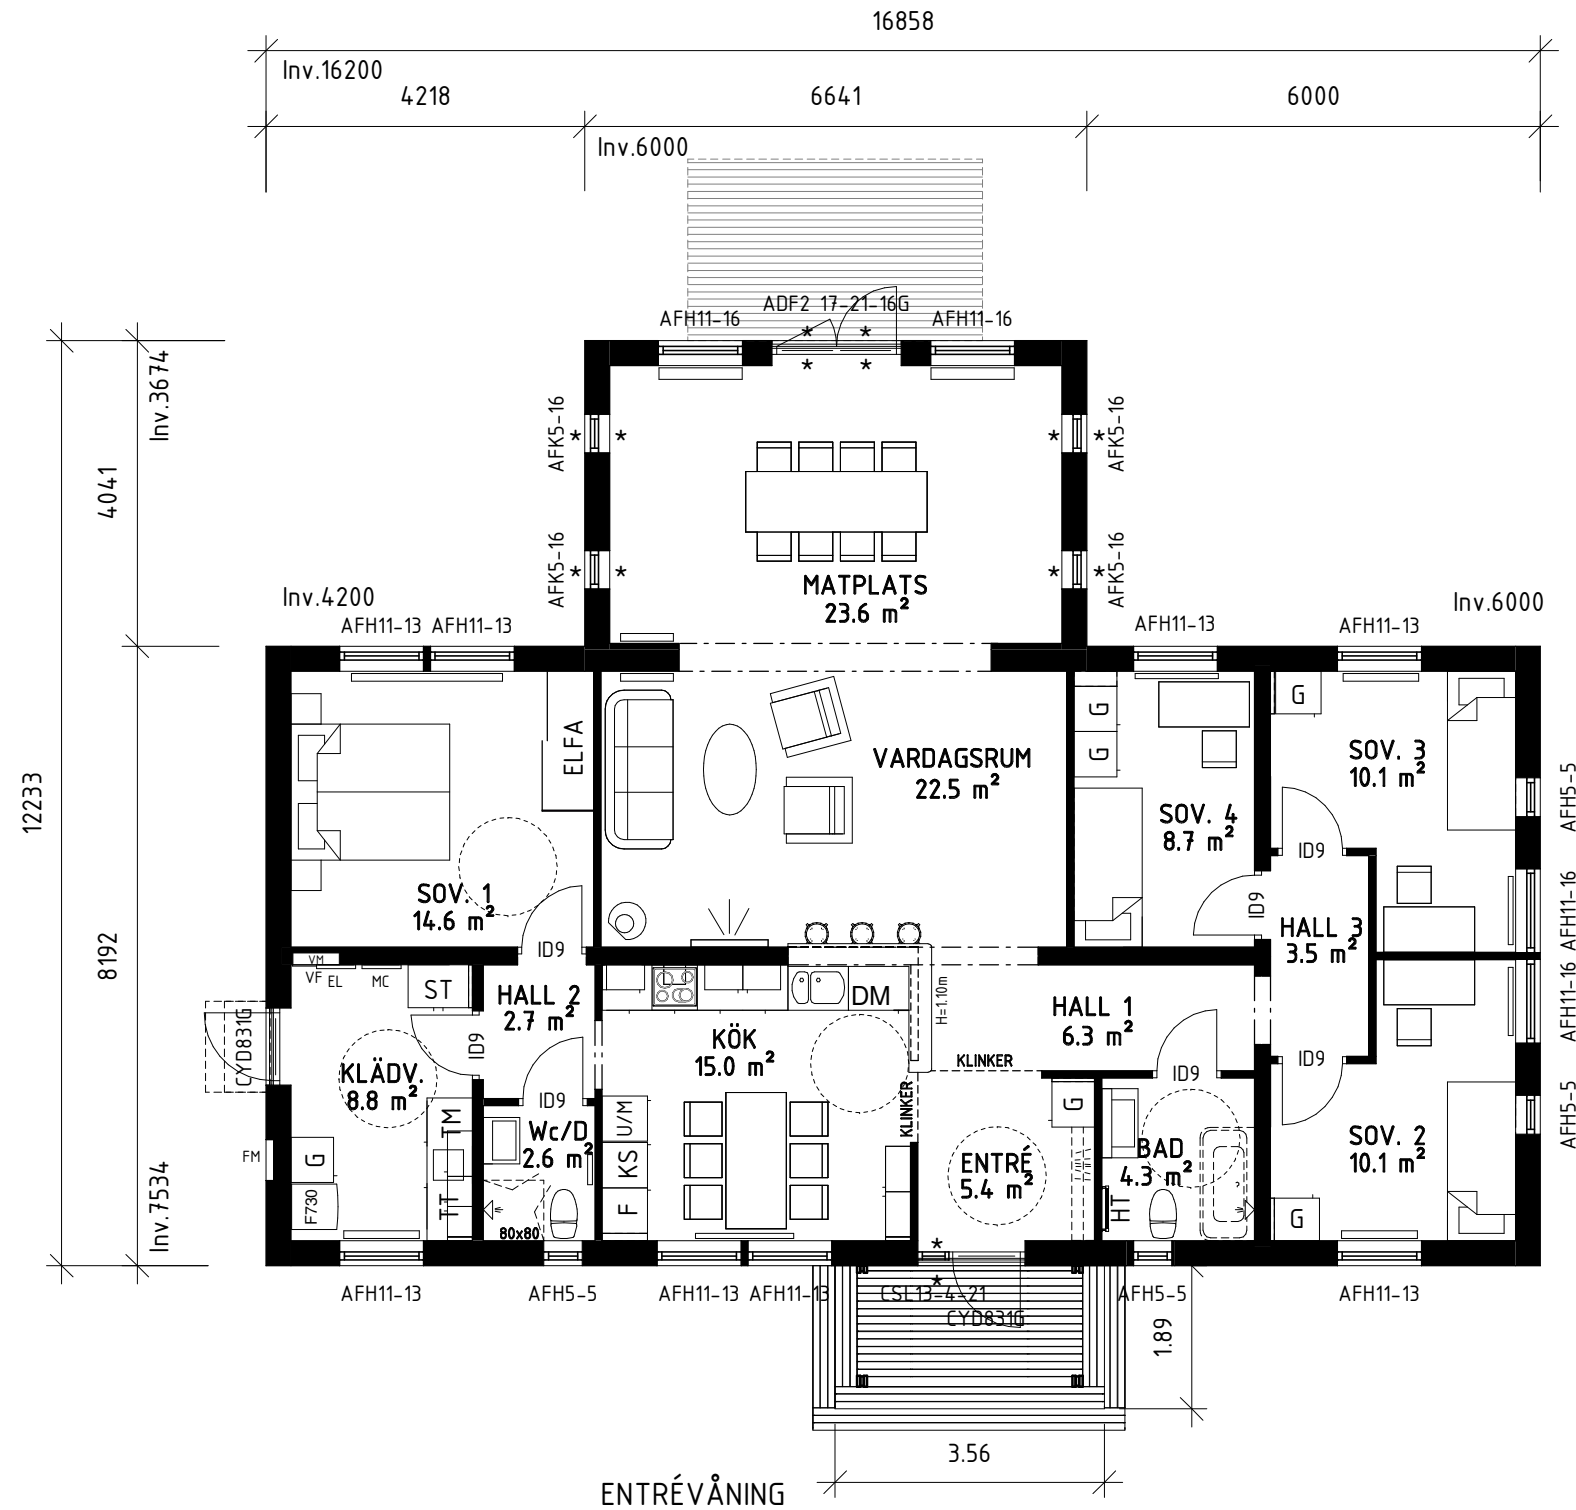 16858
Inv.16200
4218
6641
6000
Inv.6000
ADF2 17-21-16G
AFH11-16
AFH11-16
*
*
*
*
Inv.3674
AFK5-16
*
*
*
*
AFK5-16
4041
AFK5-16
*
*
*
*
AFK5-16
MATPLATS
23.6 m²
Inv.4200
Inv.6000
AFH11-13
AFH11-13
AFH11-13
AFH11-13
ELFA
G
G
G
VARDAGSRUM
22.5 m²
SOV. 3
10.1 m²
AFH5-5
12233
SOV. 4
8.7 m²
ID9
SOV. 1
14.6 m²
ID9
AFH11-16
8192
HALL 3
3.5 m²
ID9
VM
VF
EL
MC
ST
HALL 2
2.7 m²
DM
H=1.10m
HALL 1
6.3 m²
AFH11-16
CYD831G
ID9
KÖK
15.0 m²
KLINKER
KLÄDV.
8.8 m²
ID9
KLINKER
ID9
ID9
G
AFH5-5
TM
Wc/D
2.6 m²
U/M
KS
F
FM
G
F730
TT
80x80
ENTRÉ
5.4 m²
BAD
4.3 m²
HT
SOV. 2
10.1 m²
G
Inv.7534
*
*
AFH11-13
AFH5-5
AFH11-13
AFH11-13
CSL13-4-21
CYD831G
AFH5-5
AFH11-13
1.89
3.56
ENTRÉVÅNING